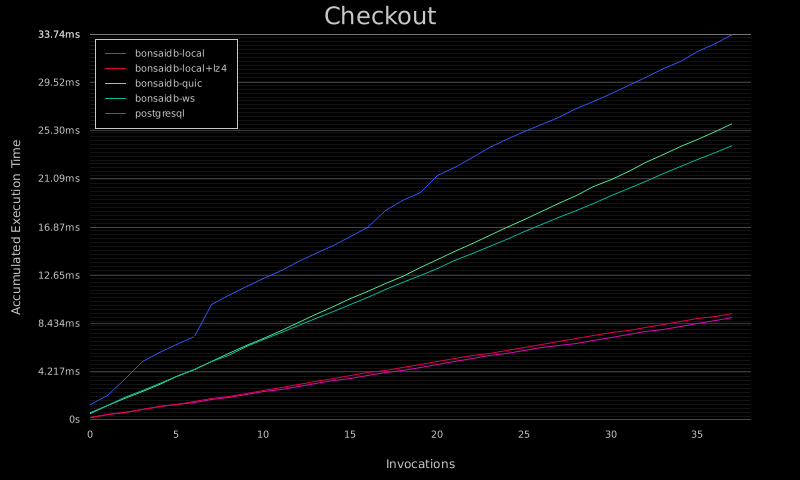 Checkout
33.74ms
29.52ms
25.30ms
21.09ms
16.87ms
12.65ms
8.434ms
4.217ms
0s
Accumulated Execution Time
bonsaidb-local
bonsaidb-local+lz4
bonsaidb-quic
bonsaidb-ws
postgresql
0 5 10 15 20 25 30 35
Invocations